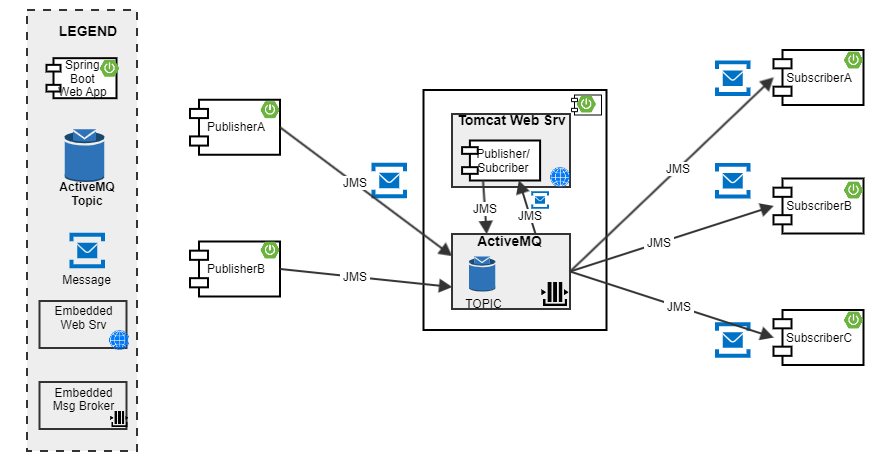 LEGEND
Spring
Boot
Web App
ActiveMQ
Topic
Message
Embedded
Web Srv
Embedded
Msg Broker
PublisherA
JMS
PublisherB
JMS
Tomcat Web Srv
Publisher/
Subcriber
JMS
JMS
ActiveMQ
TOPIC
JMS
JMS
JMS
SubscriberA
SubscriberB
SubscriberC